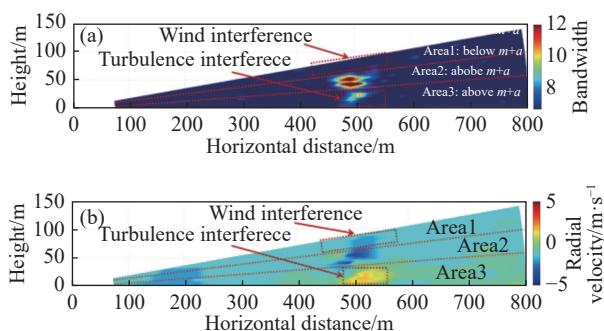 (a)
Wind interference
Turbulence interfece
Area1: below m+a
Area2: abobe m+a
Area3: above m+a
Height/m
150
100
50
0
0 100 200 300 400 500 600 700 800
Horizontal distance/m
12
10
8
Bandwidth
(b)
Wind interference
Turbulence interfece
Area1
Area2
Area3
Height/m
150
100
50
0
0 100 200 300 400 500 600 700 800
Horizontal distance/m
5
0
−5
Radial
velocity/m·s⁻¹